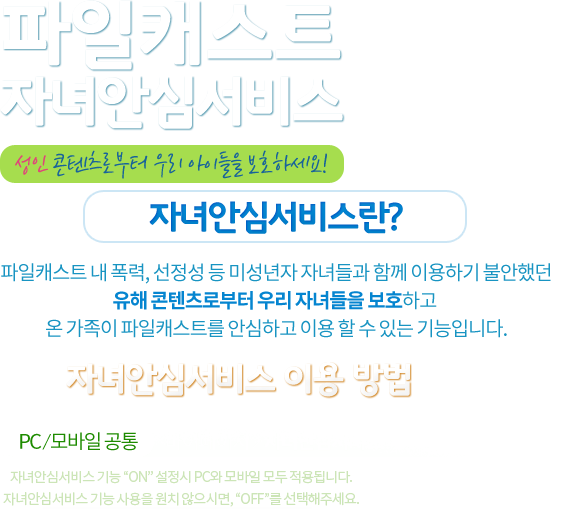 파일캐스트
자녀안심서비스
성인 콘텐츠로부터 우리 아이들을 보호하세요!
자녀안심서비스란?
파일캐스트 내 폭력, 선정성 등 미성년자 자녀들과 함께 이용하기 불안했던
유해 콘텐츠로부터 우리 자녀들을 보호하고
온 가족이 파일캐스트를 안심하고 이용 할 수 있는 기능입니다.
자녀안심서비스 이용 방법
PC/모바일 공통
자녀안심서비스 기능 “ON” 설정시 PC와 모바일 모두 적용됩니다.
자녀안심서비스 기능 사용을 원치 않으시면, “OFF”를 선택해주세요.